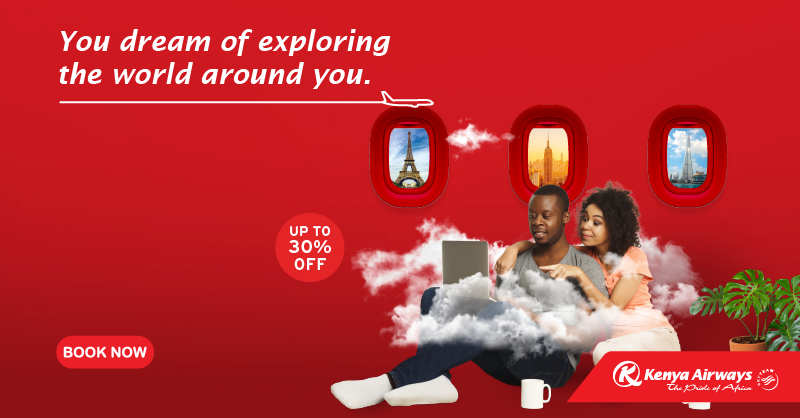 You dream of exploring
the world around you.
UP TO
30%
OFF
BOOK NOW
Kenya Airways
The Pride of Africa
SKYTEAM